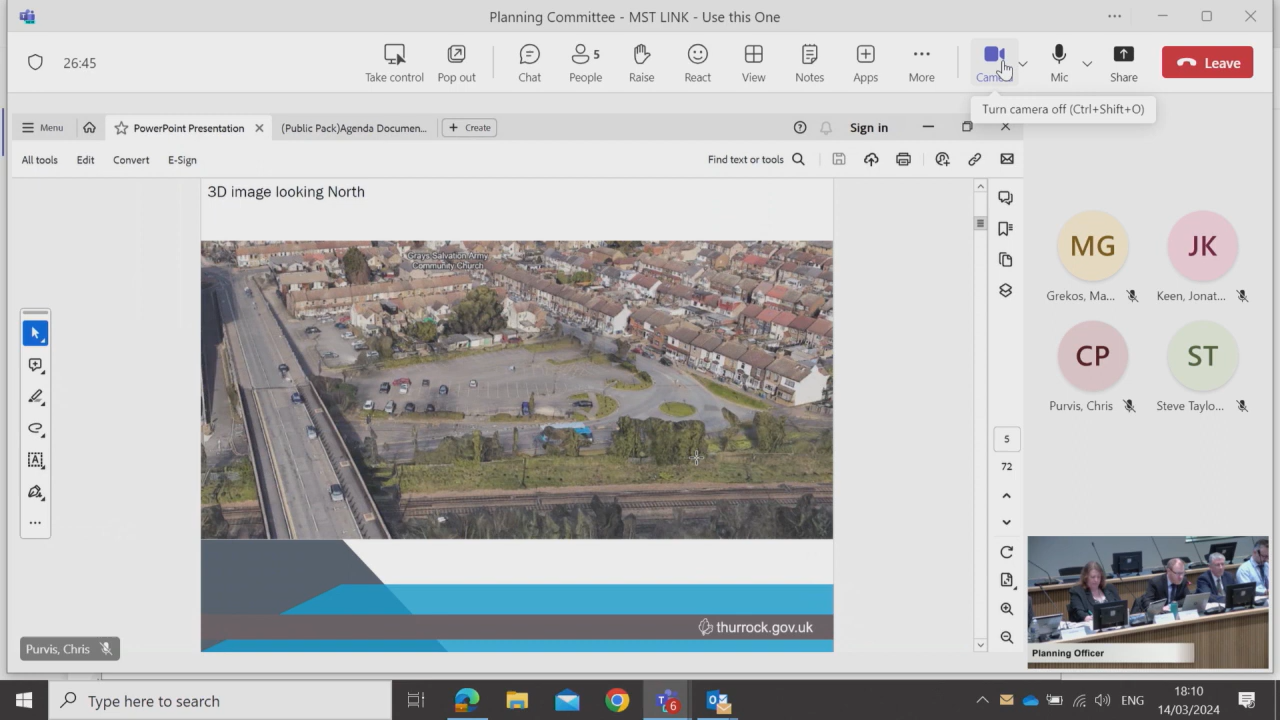 Planning Committee - MST LINK - Use this One
26:45
Take control
Pop out
Chat
5
People
Raise
React
View
Notes
Apps
More
Camera
Mic
Share
Leave
Turn camera off (Ctrl+Shift+O)
Menu
PowerPoint Presentation
(Public Pack)Agenda Documen...
+ Create
Sign in
All tools
Edit
Convert
E-Sign
Find text or tools
3D image looking North
Grays Salvation Army
Community Church
MG
Grekos, Ma...
JK
Keen, Jonat...
CP
Purvis, Chris
ST
Steve Taylo...
5
72
thurrock.gov.uk
Purvis, Chris
Planning Officer
Type here to search
6
ENG
18:10
14/03/2024